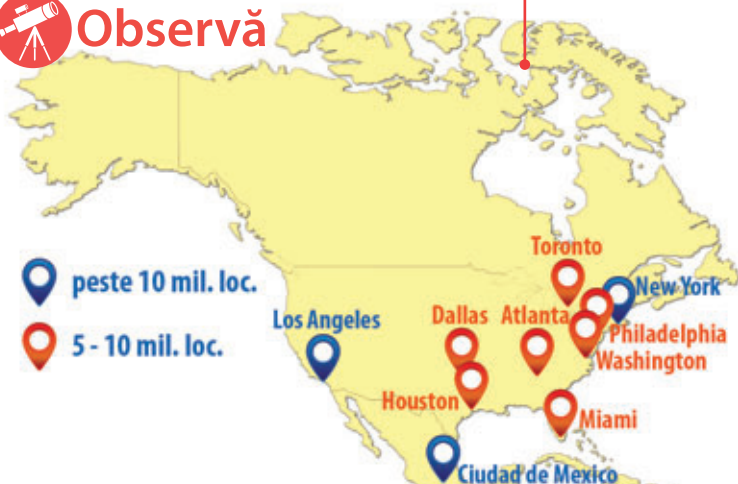 Observă
Toronto
peste 10 mil. loc.
New York
Los Angeles
Dallas
Atlanta
Philadelphia
5 - 10 mil. loc.
Washington
Houston
Miami
Ciudad de Mexico